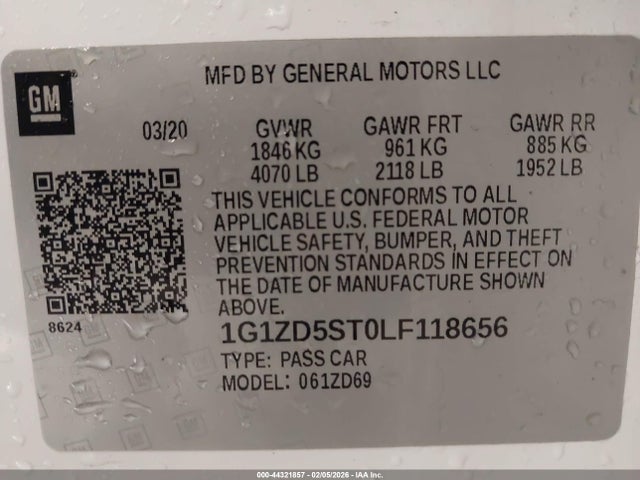 MFD BY GENERAL MOTORS LLC
GM
03/20 GVWR GAWR FRT GAWR RR
1846 KG 961 KG 885 KG
4070 LB 2118 LB 1952 LB
THIS VEHICLE CONFORMS TO ALL
APPLICABLE U.S. FEDERAL MOTOR
VEHICLE SAFETY, BUMPER, AND THEFT
PREVENTION STANDARDS IN EFFECT ON
THE DATE OF MANUFACTURE SHOWN
ABOVE.
8624
1G1ZD5ST0LF118656
TYPE: PASS CAR
MODEL: 061ZD69
000-44321857 - 02/05/2026 - IAA Inc.